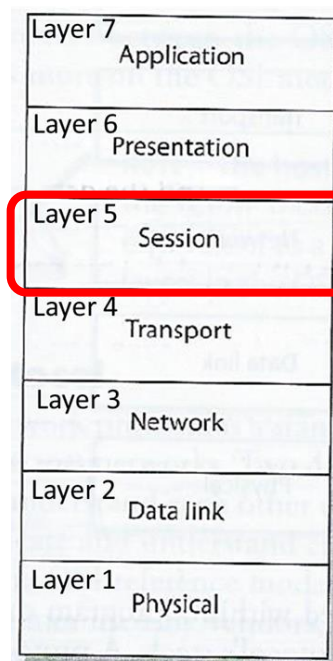 Layer 7
Application
Layer 6
Presentation
Layer 5
Session
Layer 4
Transport
Layer 3
Network
Layer 2
Data link
Layer 1
Physical